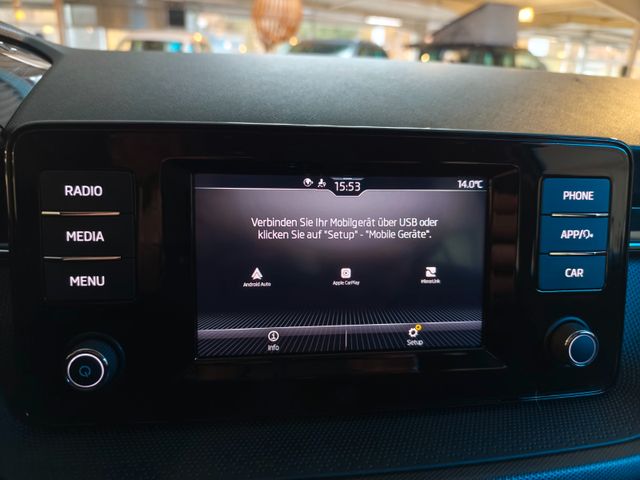 15:53
14.0°C
RADIO
MEDIA
MENU
Verbinden Sie Ihr Mobilgerät über USB oder
klicken Sie auf "Setup" - "Mobile Geräte".
Android Auto
Apple CarPlay
MirrorLink
Info
Setup
PHONE
APP/
CAR